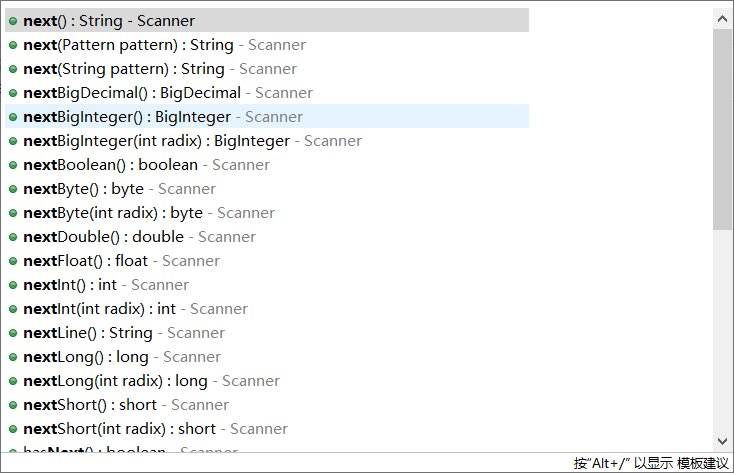 next() : String - Scanner
next(Pattern pattern) : String - Scanner
next(String pattern) : String - Scanner
nextBigDecimal() : BigDecimal - Scanner
nextBigInteger() : BigInteger - Scanner
nextBigInteger(int radix) : BigInteger - Scanner
nextBoolean() : boolean - Scanner
nextByte() : byte - Scanner
nextByte(int radix) : byte - Scanner
nextDouble() : double - Scanner
nextFloat() : float - Scanner
nextInt() : int - Scanner
nextInt(int radix) : int - Scanner
nextLine() : String - Scanner
nextLong() : long - Scanner
nextLong(int radix) : long - Scanner
nextShort() : short - Scanner
nextShort(int radix) : short - Scanner
hasNext() : boolean - Scanner
按“Alt+/” 以显示 模板建议